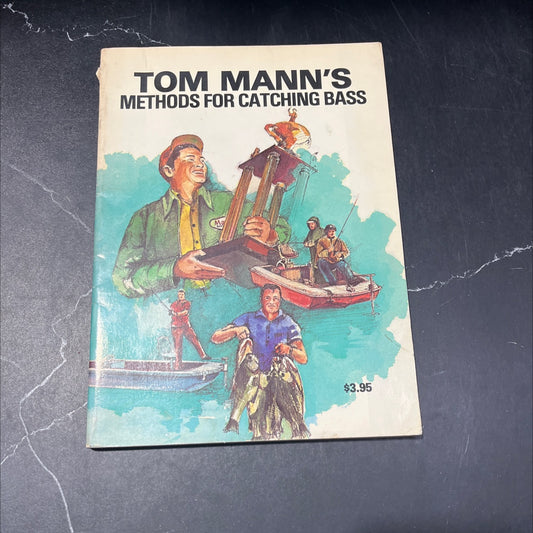 TOM MANN'S
METHODS FOR CATCHING BASS
$3.95